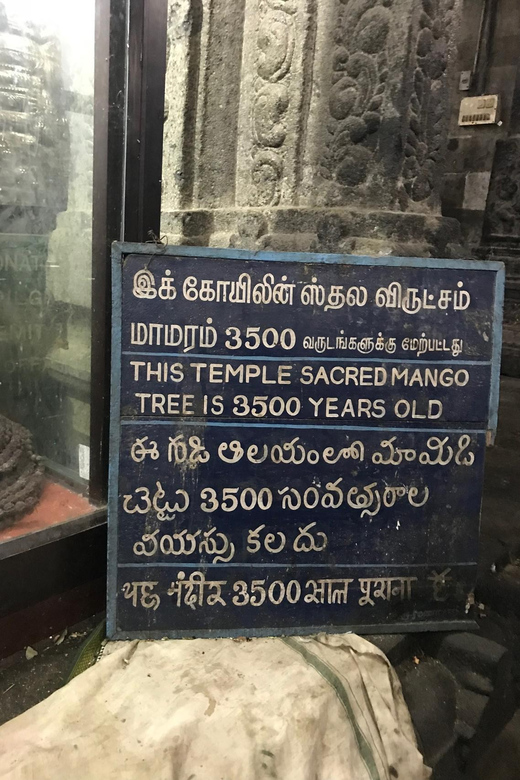 இக் கோயிலின் ஸ்தல விருட்சம்
மாமரம் 3500 வருடங்களுக்கு மேற்பட்டது
THIS TEMPLE SACRED MANGO
TREE IS 3500 YEARS OLD
ఈ గుడి ఆలయంలో మామిడి
చెట్టు 3500 సంవత్సరాల
వయస్సు కలదు
यह मंदीर 3500 साल पूराना है